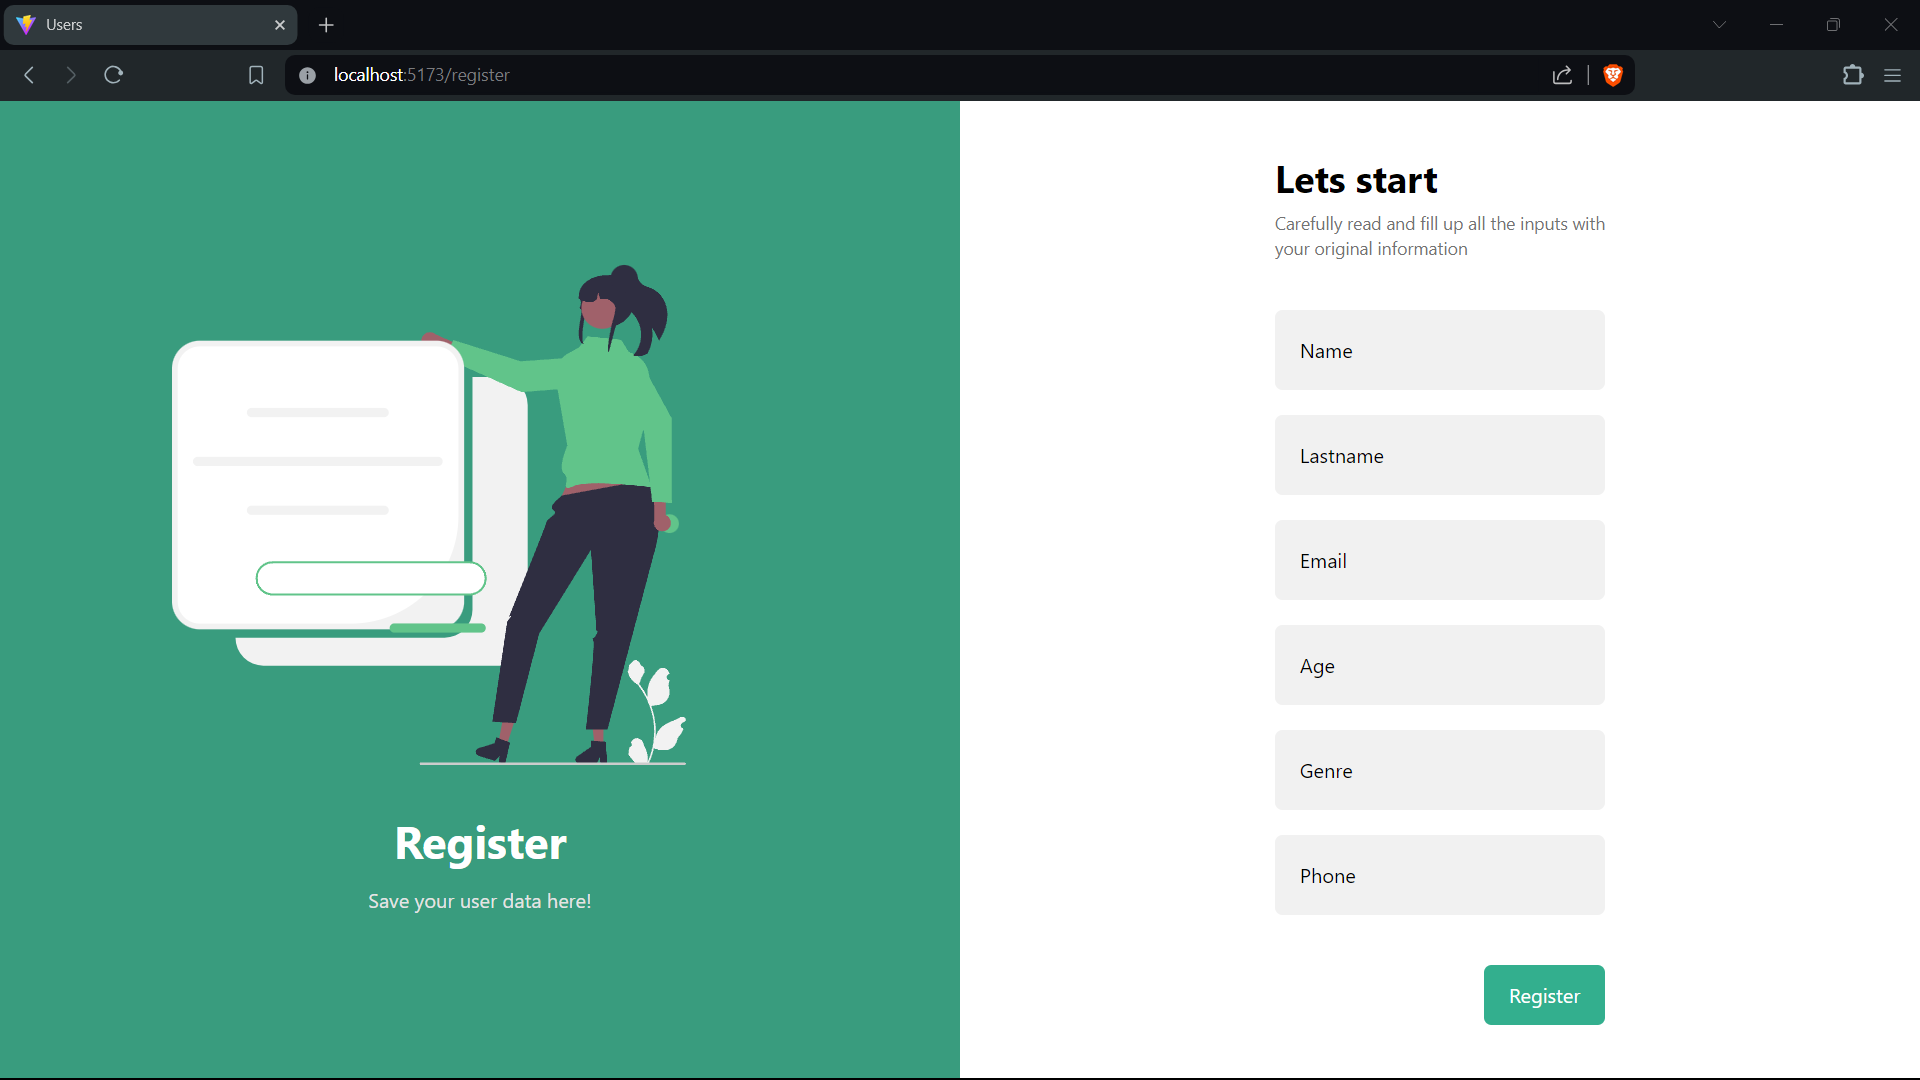 Users
localhost:5173/register
Register
Save your user data here!
Lets start
Carefully read and fill up all the inputs with
your original information
Name
Lastname
Email
Age
Genre
Phone
Register